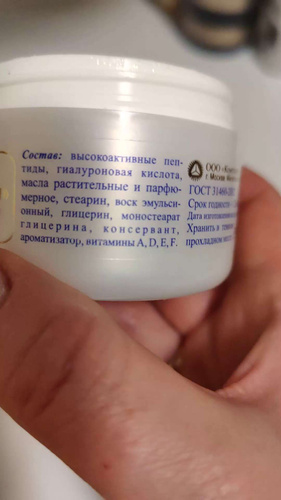 Состав: высокоактивные пеп-
тиды, гиалуроновая кислота,
масла растительные и парфю-
мерное, стеарин, воск эмульси-
онный, глицерин, моностеарат
глицерина, консервант,
ароматизатор, витамины A, D, E, F.
ООО
г. Москва
ГОСТ
Срок годности
Дата изготовления
Хранить в
прохладном